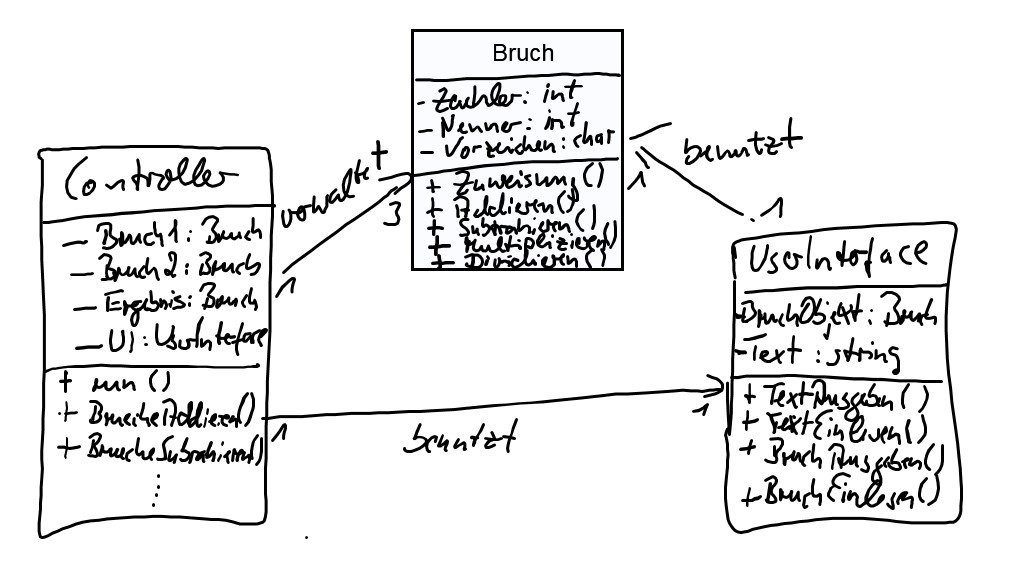 Bruch
- Zaehler: int
- Nenner: int
- Vorzeichen: char
+ Zuweisung()
+ Addieren()
+ Subtrahieren()
+ Multiplizieren()
+ Dividieren()
verwaltet
3
1
benutzt
1
1
Controller
- Bruch1: Bruch
- Bruch2: Bruch
- Ergebnis: Bruch
- UI: UserInteface
+ run()
+ BruecheAddieren()
+ BruecheSubtrahieren()
UserInterface
- BruchObjekt: Bruch
- Text: string
+ TextAusgeben()
+ TextEinlesen()
+ BruchAusgeben()
+ BruchEinlesen()
1
benutzt
1